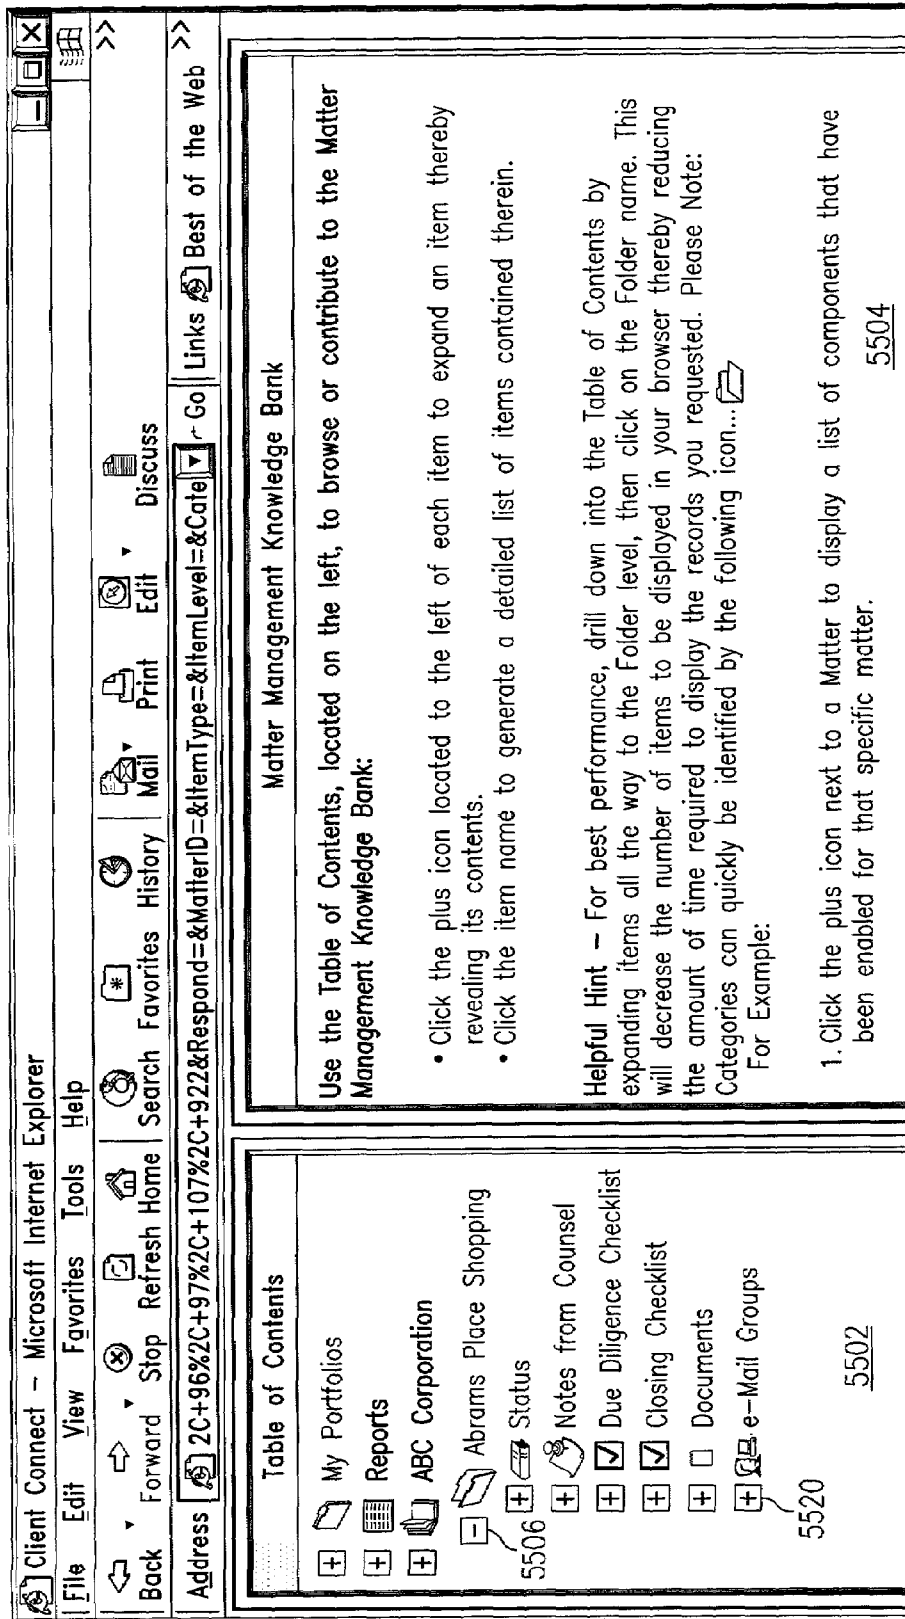 Client Connect – Microsoft Internet Explorer
File Edit View Favorites Tools Help
Back Forward Stop Refresh Home Search Favorites History Mail Print Edit Discuss >>
Address 2C+96%2C+97%2C+107%2C+922&Respond=&MatterID=&ItemType=&ItemLevel=&Cate Go Links Best of the Web >>
Table of Contents
+ My Portfolios
+ Reports
+ ABC Corporation
- Abrams Place Shopping
5506
+ Status
+ Notes from Counsel
+ Due Diligence Checklist
+ Closing Checklist
+ Documents
+ e-Mail Groups
5520
5502
Matter Management Knowledge Bank
Use the Table of Contents, located on the left, to browse or contribute to the Matter
Management Knowledge Bank:
• Click the plus icon located to the left of each item to expand an item thereby
revealing its contents.
• Click the item name to generate a detailed list of items contained therein.
Helpful Hint – For best performance, drill down into the Table of Contents by
expanding items all the way to the Folder level, then click on the Folder name. This
will decrease the number of items to be displayed in your browser thereby reducing
the amount of time required to display the records you requested. Please Note:
Categories can quickly be identified by the following icon...
For Example:
1. Click the plus icon next to a Matter to display a list of components that have
been enabled for that specific matter.
5504